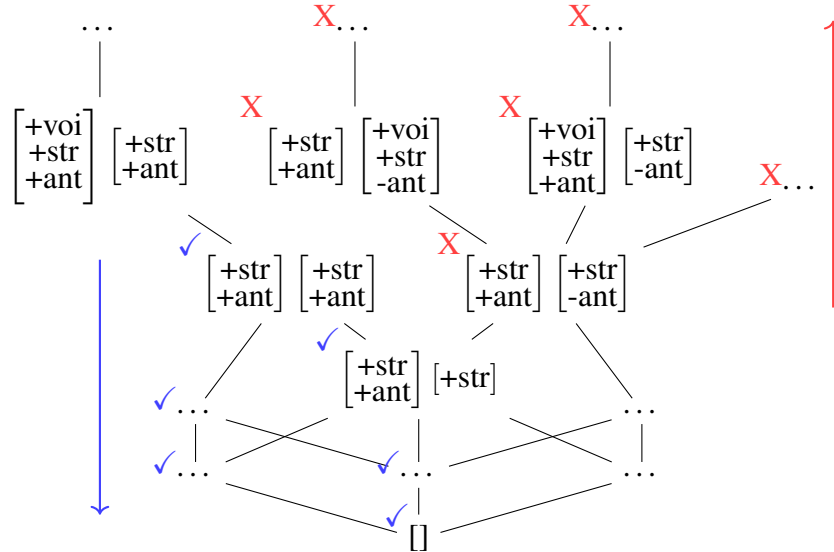 ... X... X...
[+voi +str +ant] [+str +ant] X [+str +ant] [+voi +str -ant] X [+voi +str +ant] [+str -ant]
X...
✓ [+str +ant] [+str +ant] X [+str +ant] [+str -ant]
✓ [+str +ant] [+str]
✓... ...
✓... ✓... ...
✓ []